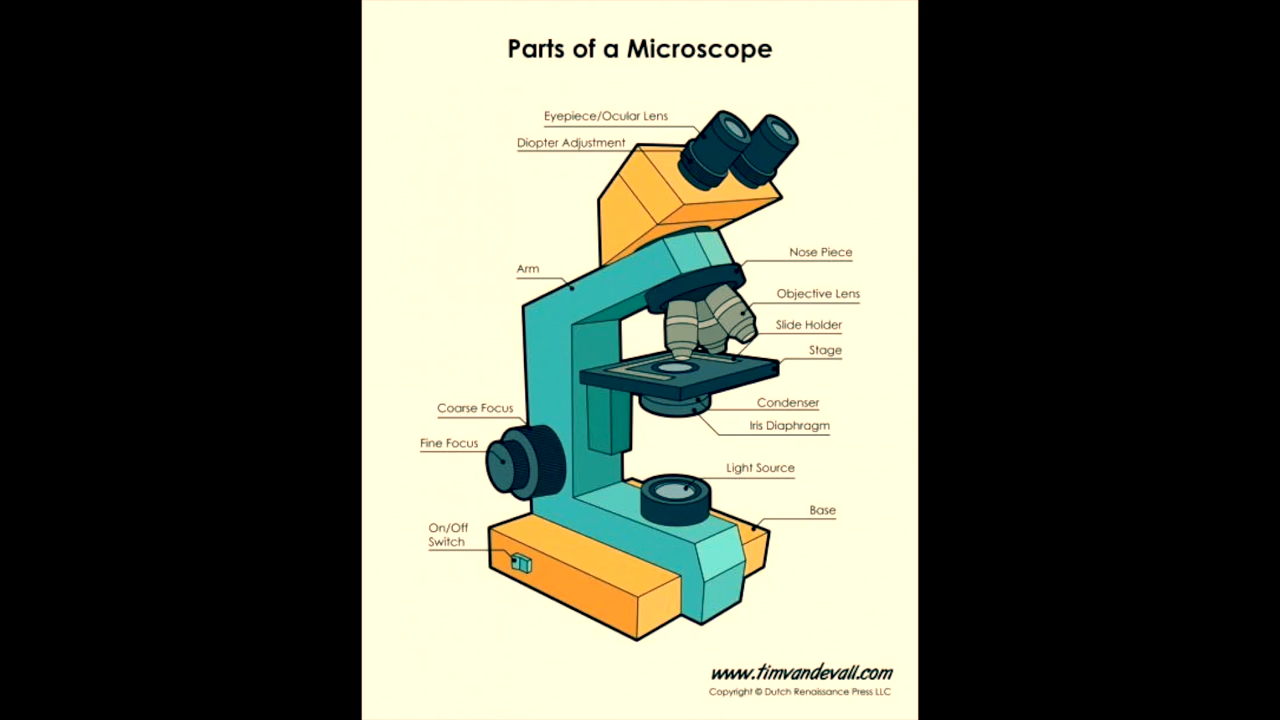 Parts of a Microscope
Eyepiece/Ocular Lens
Diopter Adjustment
Nose Piece
Arm
Objective Lens
Slide Holder
Stage
Condenser
Coarse Focus
Iris Diaphragm
Fine Focus
Light Source
Base
On/Off
Switch
www.timvandevall.com
Copyright © Dutch Renaissance Press LLC